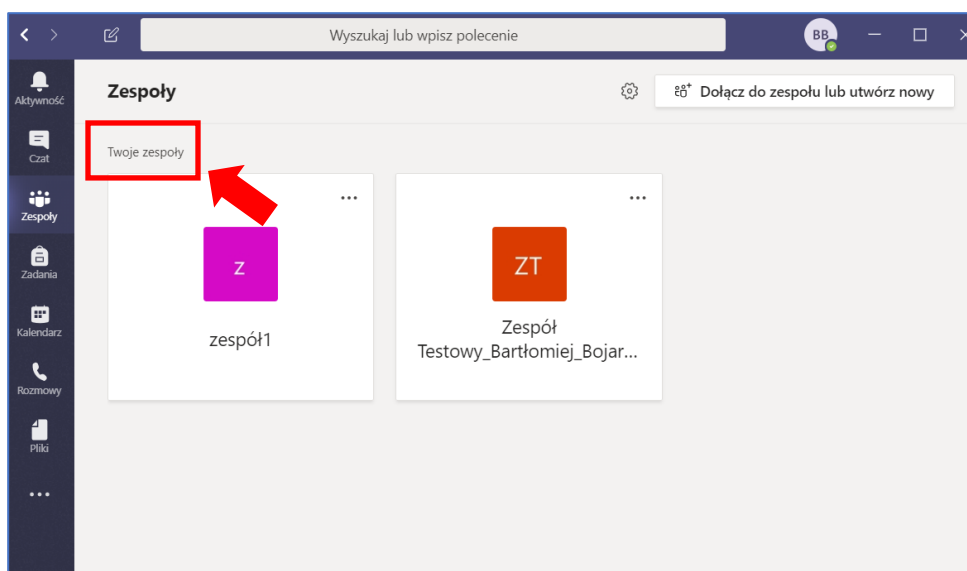 Wyszukaj lub wpisz polecenie
BB
Aktywność
Czat
Zespoły
Zadania
Kalendarz
Rozmowy
Pliki
Zespoły
Dołącz do zespołu lub utwórz nowy
Twoje zespoły
z
zespół1
ZT
Zespół
Testowy_Bartłomiej_Bojar...